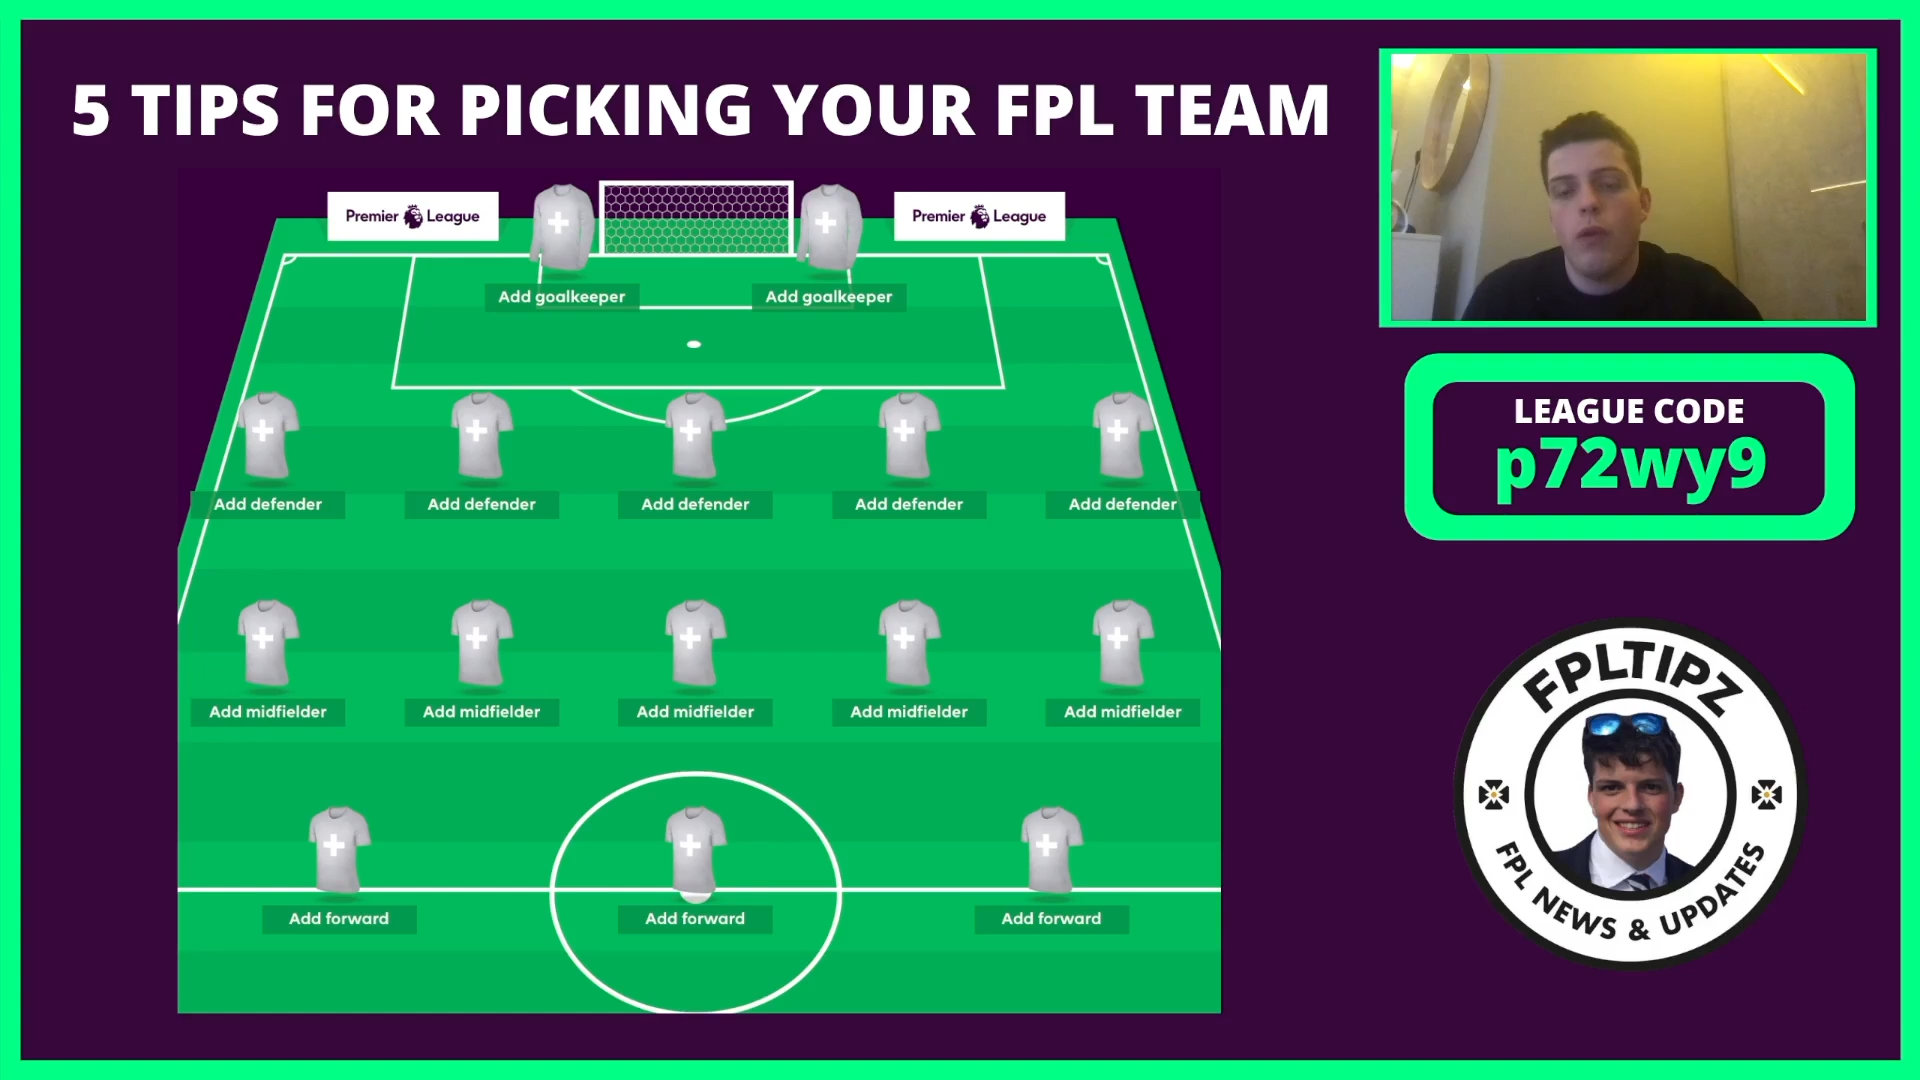 5 TIPS FOR PICKING YOUR FPL TEAM
Premier League
Premier League
Add goalkeeper
Add goalkeeper
Add defender
Add defender
Add defender
Add defender
Add defender
Add midfielder
Add midfielder
Add midfielder
Add midfielder
Add midfielder
Add forward
Add forward
Add forward
LEAGUE CODE
p72wy9
FPLTIPZ
FPL NEWS & UPDATES